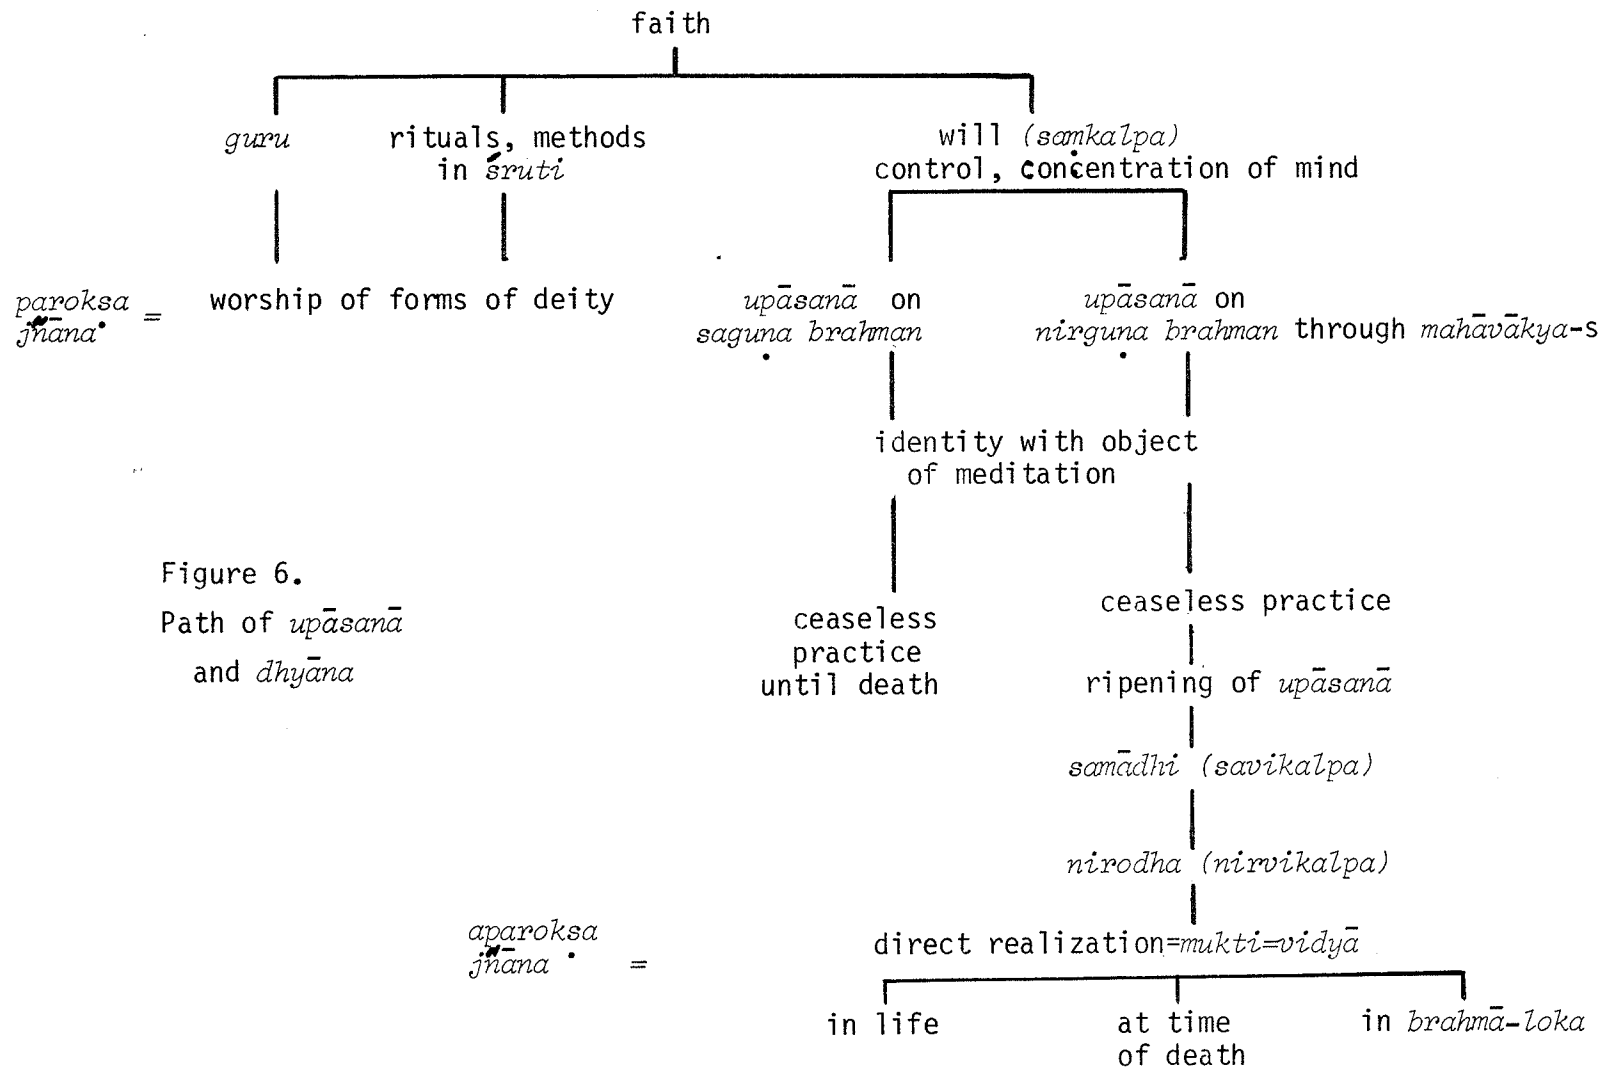 faith
guru
rituals, methods
in śruti
will (saṃkalpa)
control, concentration of mind
parokṣa
jñāna =
worship of forms of deity
upāsanā on
saguṇa brahman
upāsanā on
nirguṇa brahman through mahāvākya-s
identity with object
of meditation
Figure 6.
Path of upāsanā
and dhyāna
ceaseless
practice
until death
ceaseless practice
ripening of upāsanā
samādhi (savikalpa)
nirodha (nirvikalpa)
aparokṣa
jñāna =
direct realization=mukti=vidyā
in life
at time
of death
in brahmā-loka